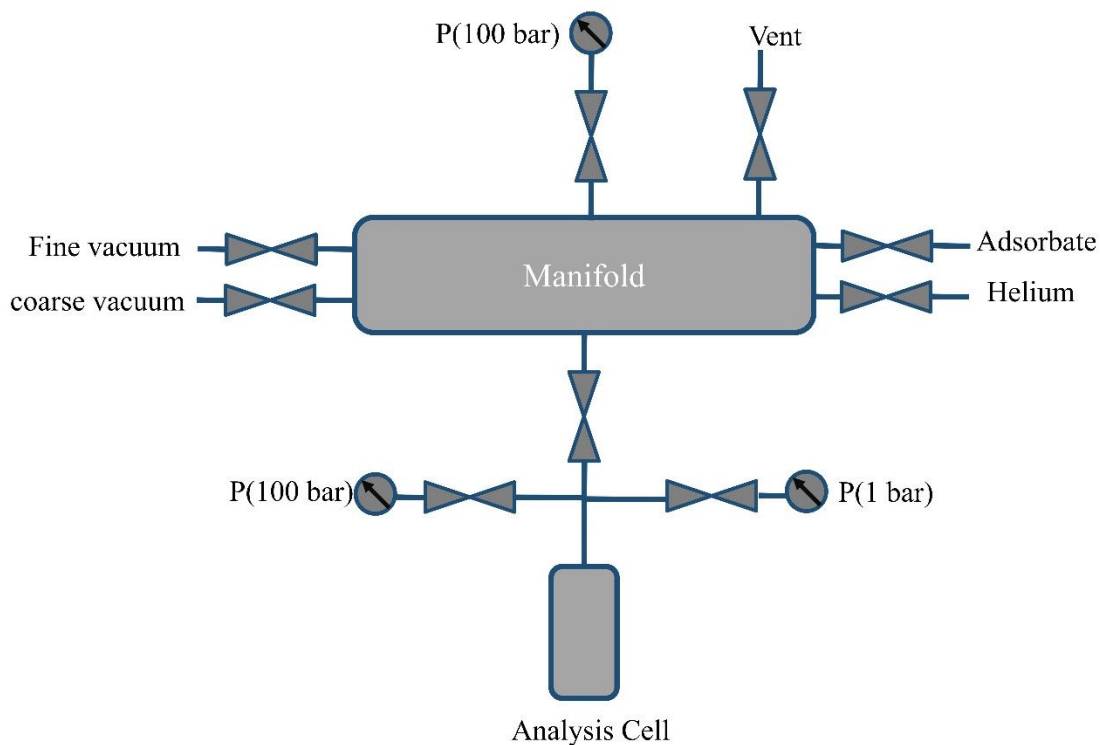 P(100 bar)
Vent
Fine vacuum
coarse vacuum
Manifold
Adsorbate
Helium
P(100 bar)
P(1 bar)
Analysis Cell